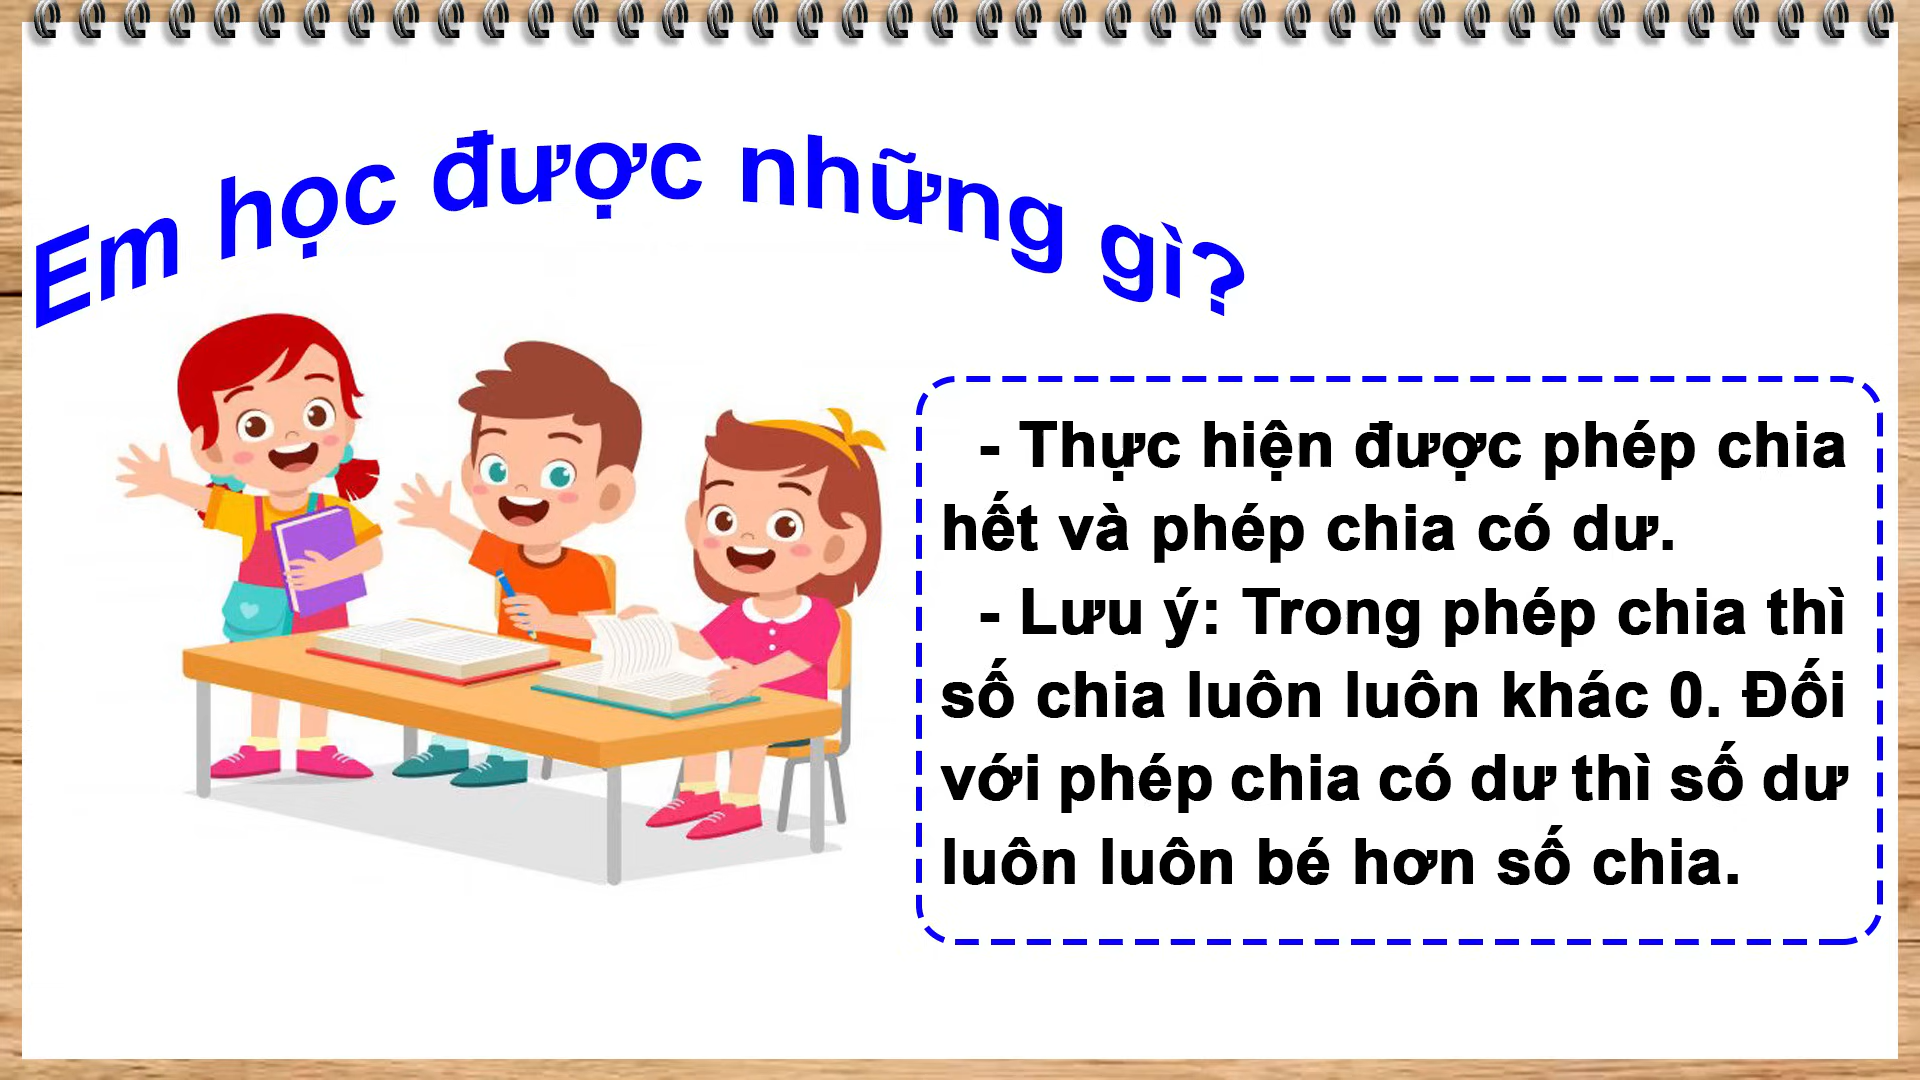 Em học được những gì?
- Thực hiện được phép chia
hết và phép chia có dư.
- Lưu ý: Trong phép chia thì
số chia luôn luôn khác 0. Đối
với phép chia có dư thì số dư
luôn luôn bé hơn số chia.